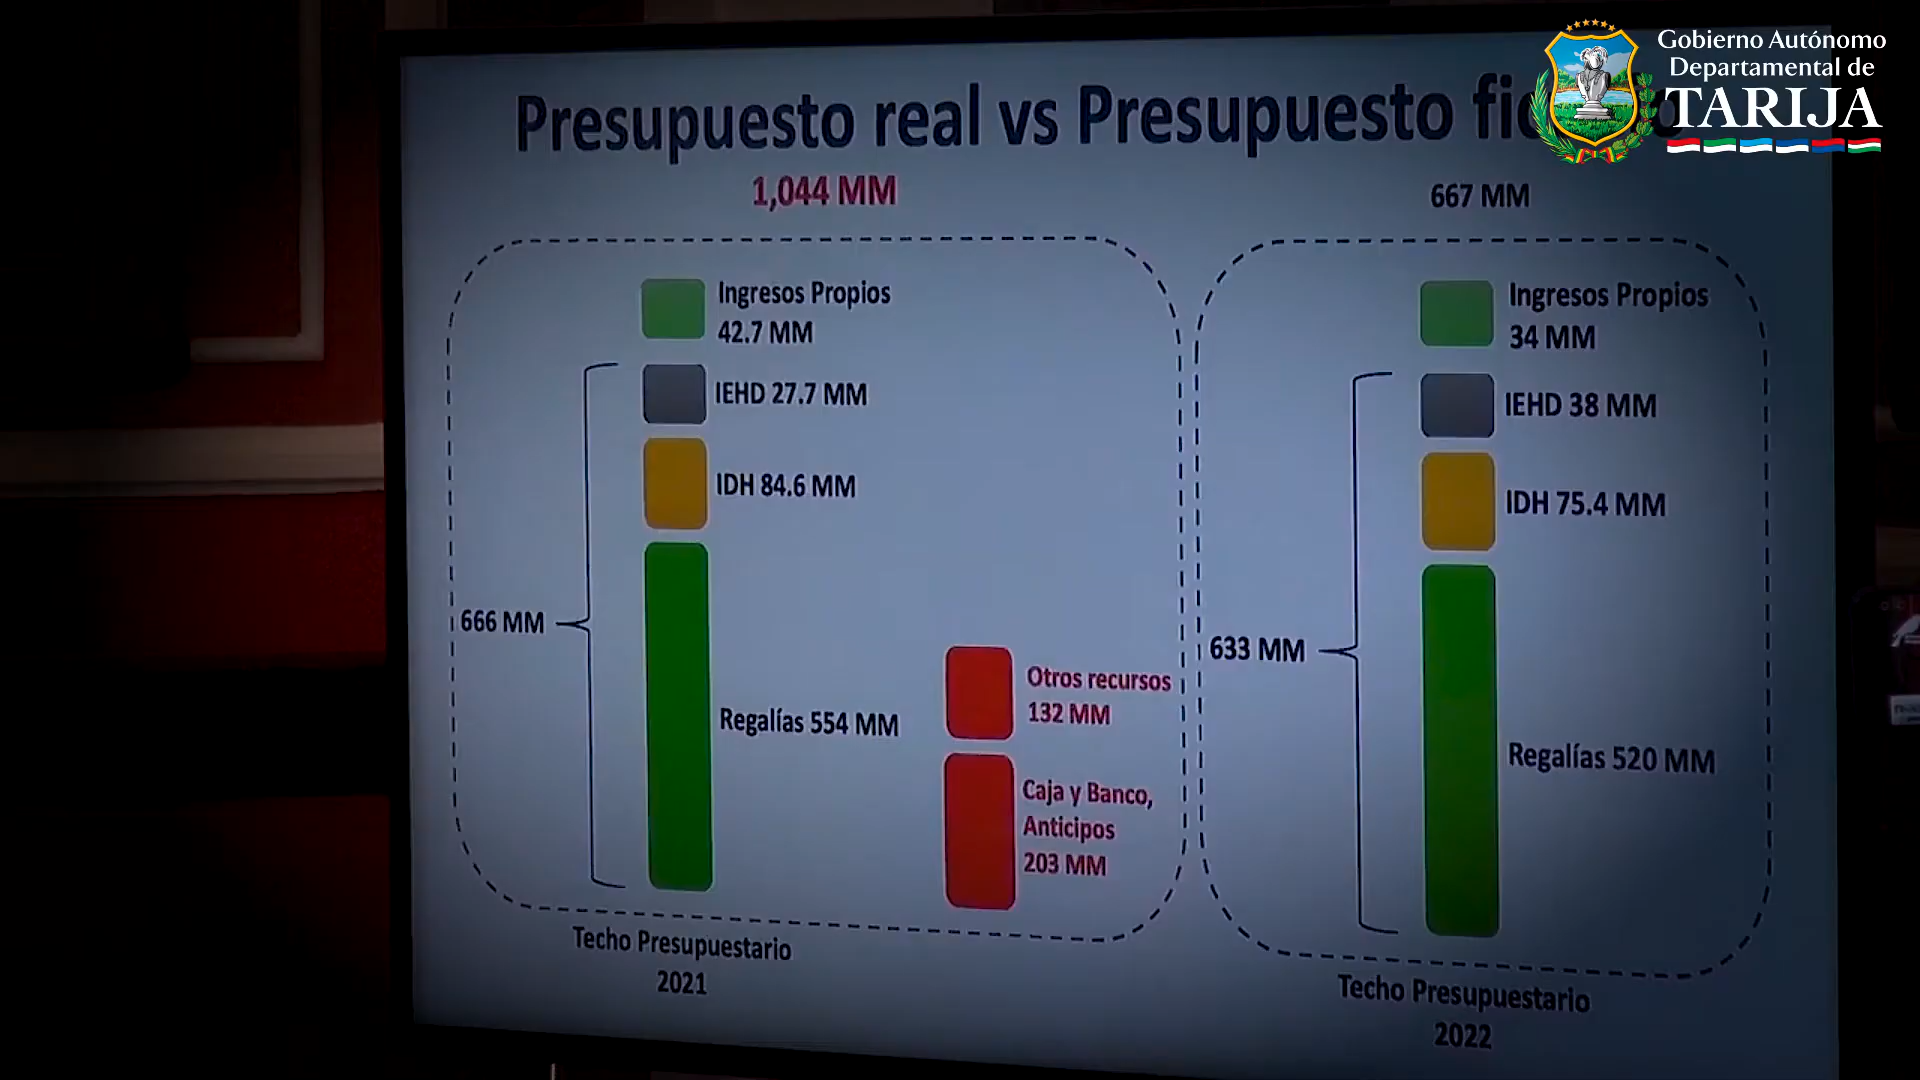 Gobierno Autónomo
Departamental de
TARIJA
Presupuesto real vs Presupuesto
1,044 MM
667 MM
Ingresos Propios
42.7 MM
IEHD 27.7 MM
IDH 84.6 MM
666 MM
Regalías 554 MM
Otros recursos
132 MM
Caja y Banco,
Anticipos
203 MM
Techo Presupuestario
2021
Ingresos Propios
34 MM
IEHD 38 MM
IDH 75.4 MM
633 MM
Regalías 520 MM
Techo Presupuestario
2022